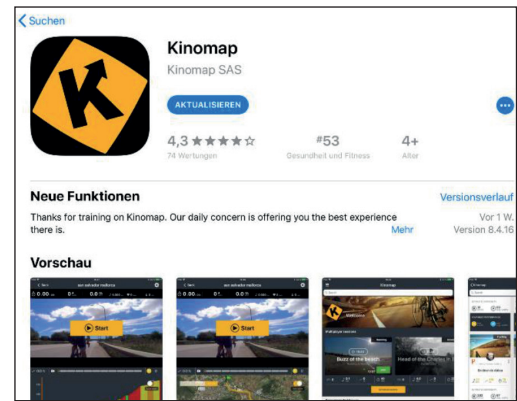 Suchen
Kinomap
Kinomap SAS
AKTUALISIEREN
4,3
#53
4+
74 Wertungen
Gesundheit und Fitness
Alter
Neue Funktionen
Versionsverlauf
Thanks for training on Kinomap. Our daily concern is offering you the best experience
there is.
Mehr
Vor 1 W.
Version 8.4.16
Vorschau
Start
Start
Kinomap
Buzz of the beach
Head of the Charles